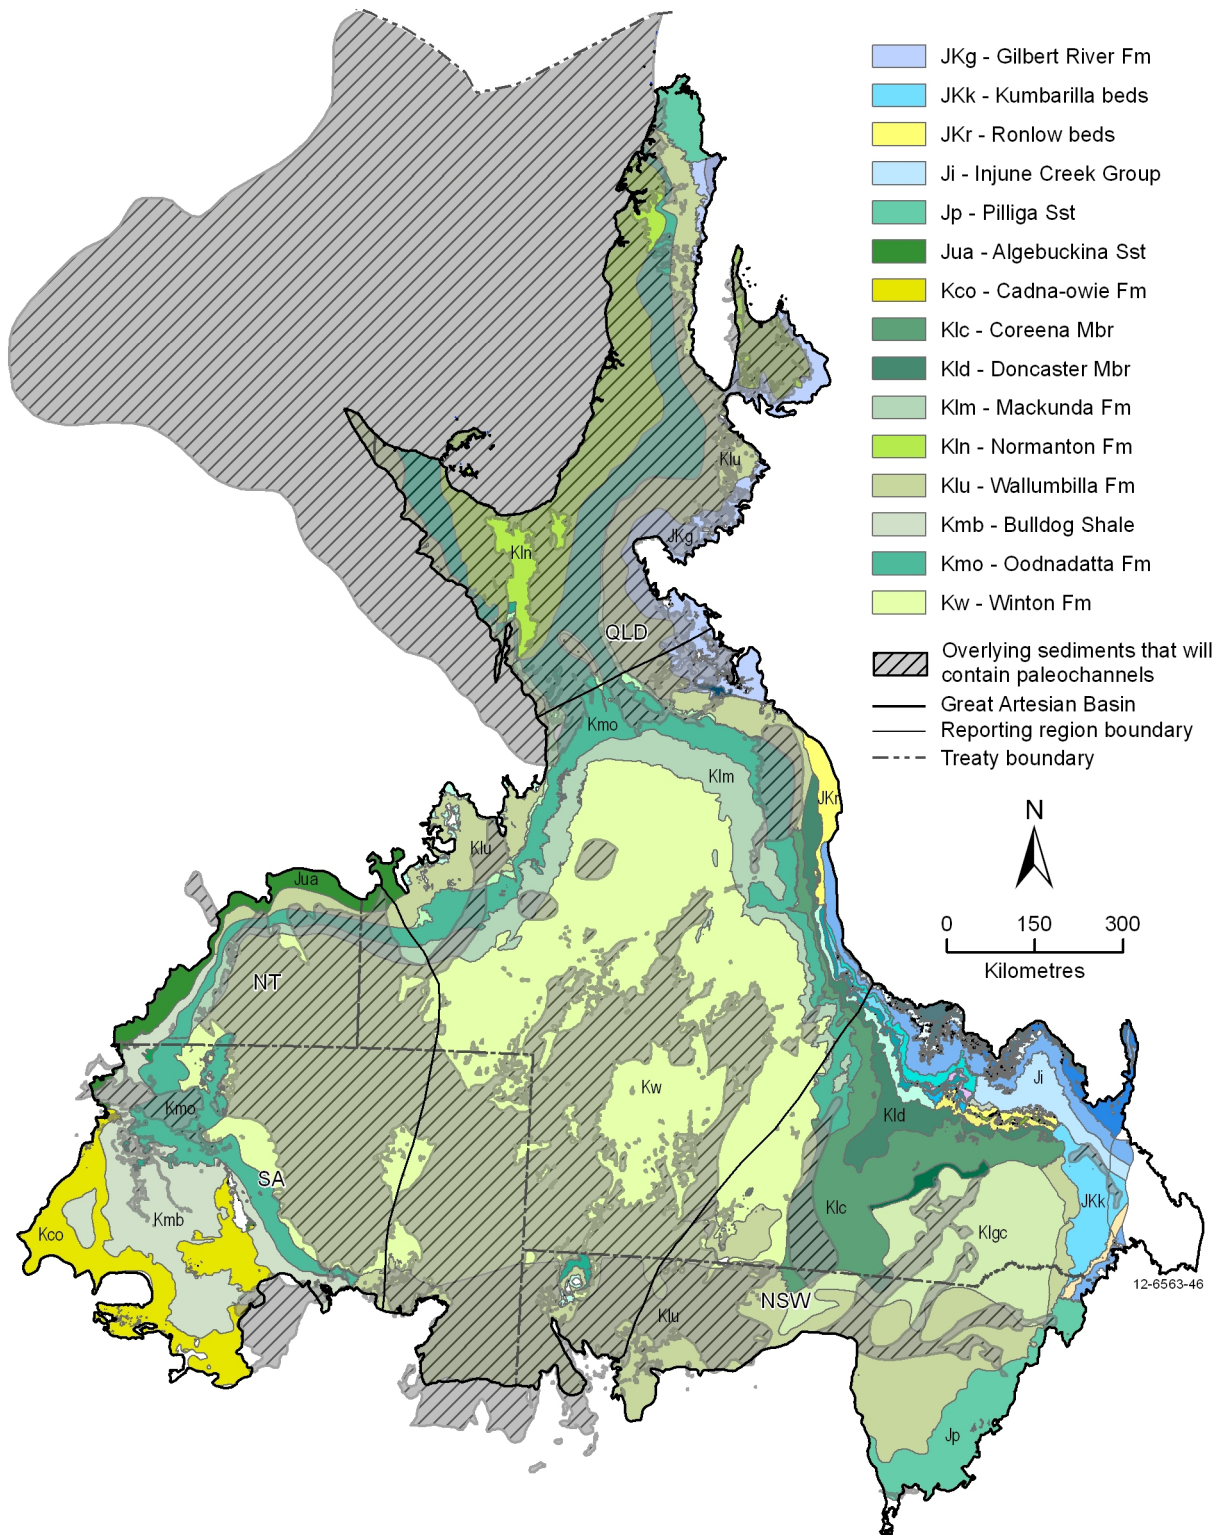 JKg - Gilbert River Fm
JKk - Kumbarilla beds
JKr - Ronlow beds
Ji - Injune Creek Group
Jp - Pilliga Sst
Jua - Algebuckina Sst
Kco - Cadna-owie Fm
Klc - Coreena Mbr
Kld - Doncaster Mbr
Klm - Mackunda Fm
Kln - Normanton Fm
Klu - Wallumbilla Fm
Kmb - Bulldog Shale
Kmo - Oodnadatta Fm
Kw - Winton Fm
Overlying sediments that will
contain paleochannels
Great Artesian Basin
Reporting region boundary
Treaty boundary
N
0 150 300
Kilometres
Klu
JKg
Kln
QLD
Kmo
Klm
JKr
Klu
Jua
NT
Kw
Ji
Kmo
Kld
SA
Kmb
Kco
Klc
JKk
Klgc
12-6563-46
NSW
Klu
Jp